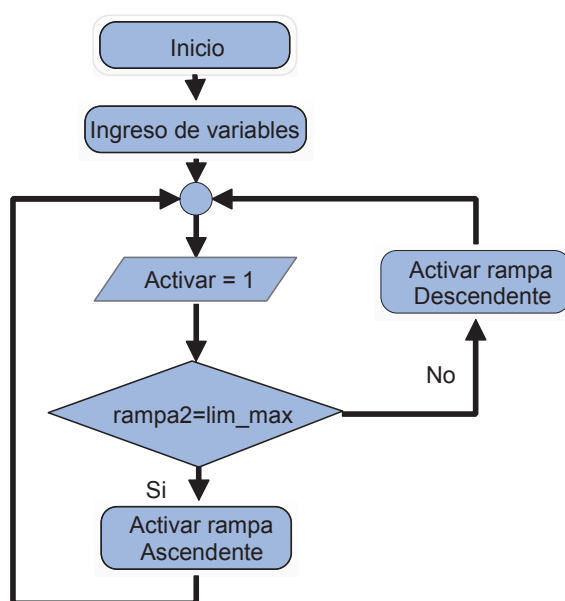 Inicio
Ingreso de variables
Activar = 1
Activar rampa
Descendente
No
rampa2=lim_max
Si
Activar rampa
Ascendente